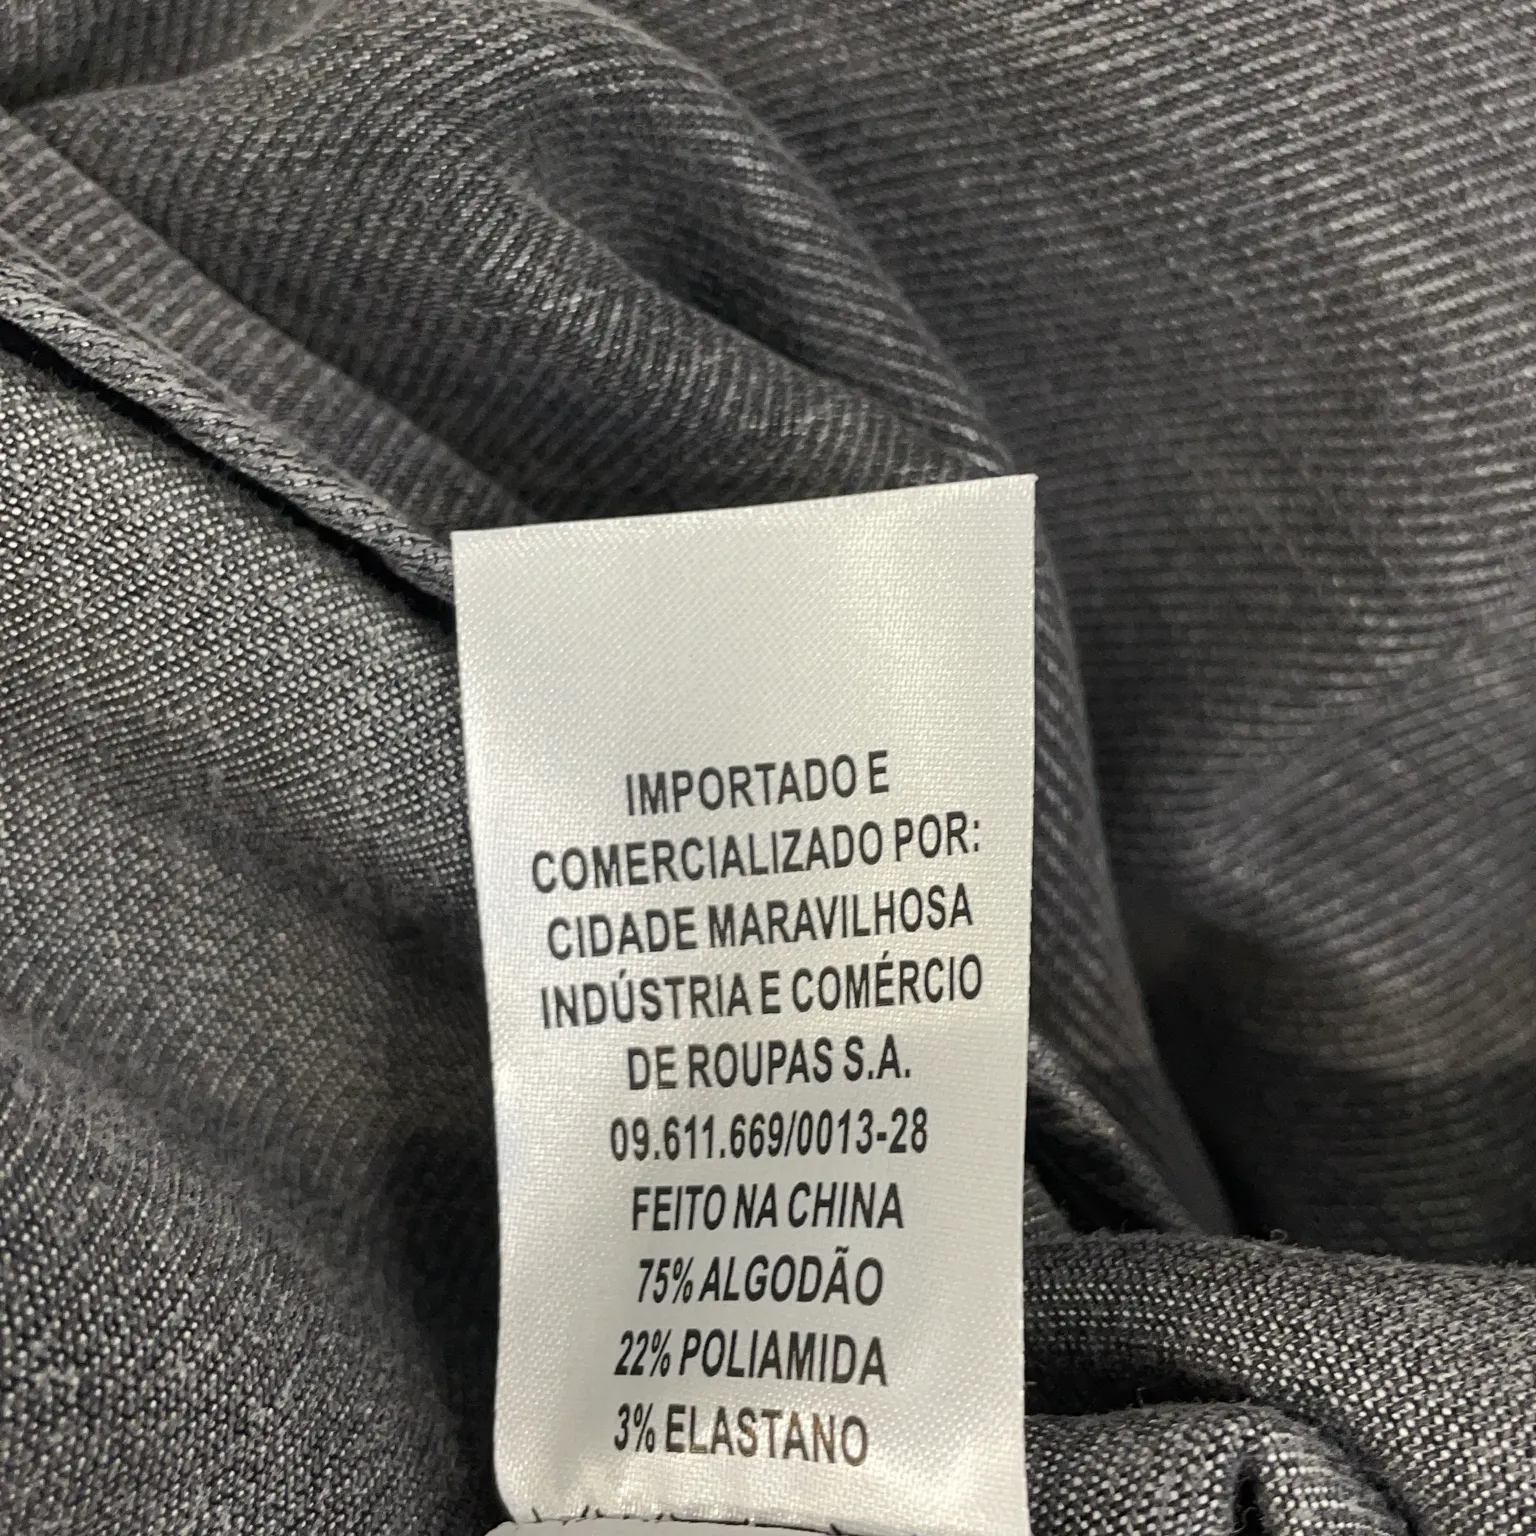 IMPORTADO E
COMERCIALIZADO POR:
CIDADE MARAVILHOSA
INDÚSTRIA E COMÉRCIO
DE ROUPAS S.A.
09.611.669/0013-28
FEITO NA CHINA
75% ALGODÃO
22% POLIAMIDA
3% ELASTANO